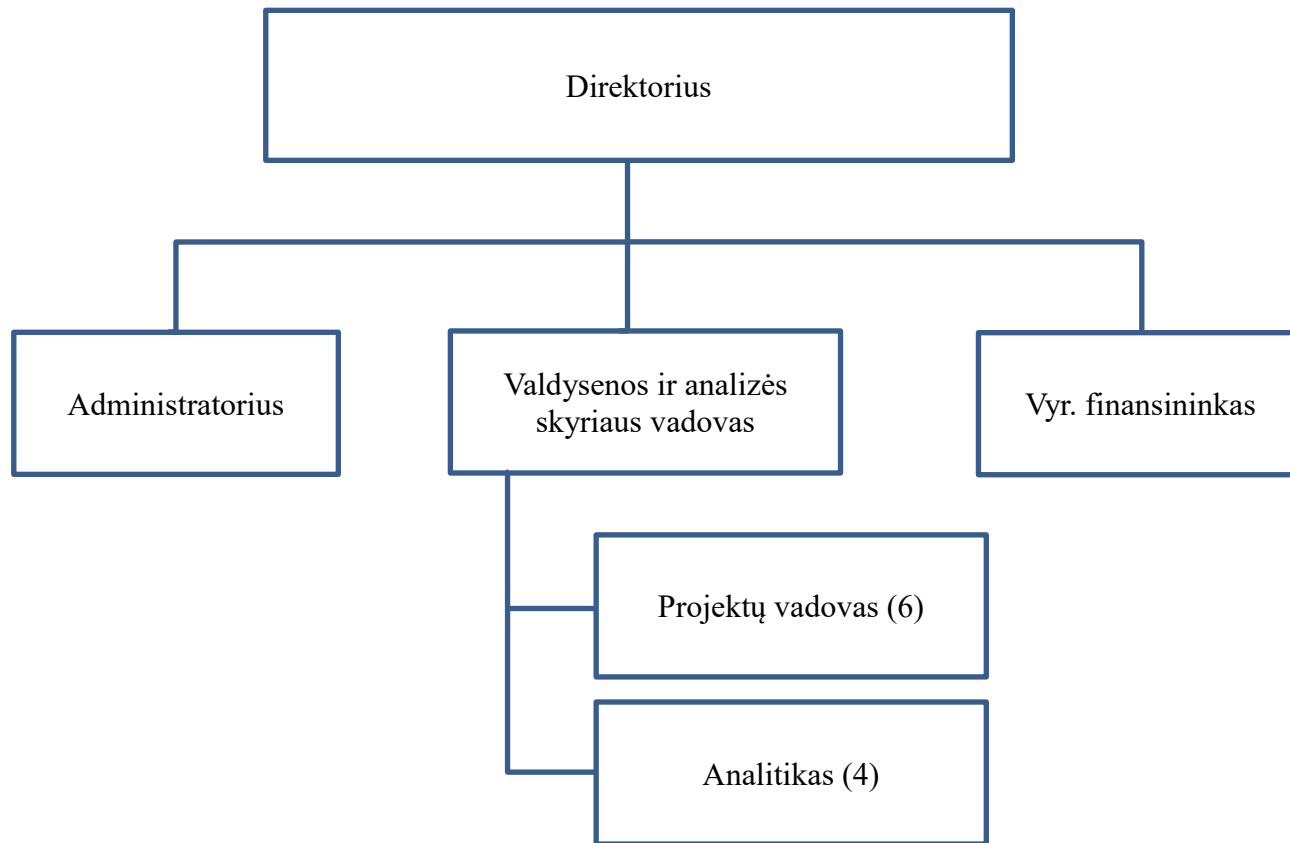 Direktorius
Administratorius
Valdysenos ir analizės
skyriaus vadovas
Vyr. finansininkas
Projektų vadovas (6)
Analitikas (4)